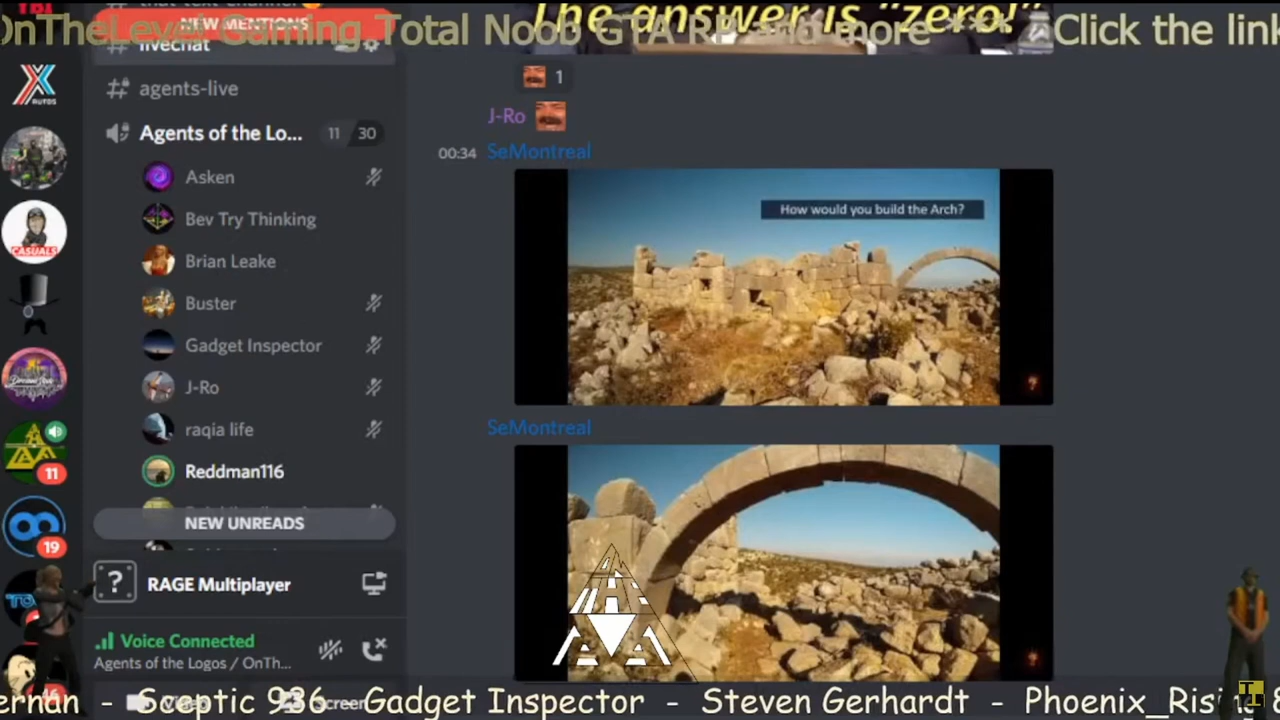 NEW MENTIONS
The answer is "zero!"
OnTheLevel Gaming, Total Noob GTA RP and more *** Click the link
# livechat
agents-live
Agents of the Lo... 11 30
Asken
Bev Try Thinking
Brian Leake
Buster
Gadget Inspector
J-Ro
raqia life
Reddman116
NEW UNREADS
? RAGE Multiplayer
Voice Connected
Agents of the Logos / OnTh...
XAUTOS
CASUALS
11
19
1
J-Ro
00:34 SeMontreal
How would you build the Arch?
SeMontreal
ernan - Sceptic 936 - Gadget Inspector - Steven Gerhardt - Phoenix_Risi
Screen